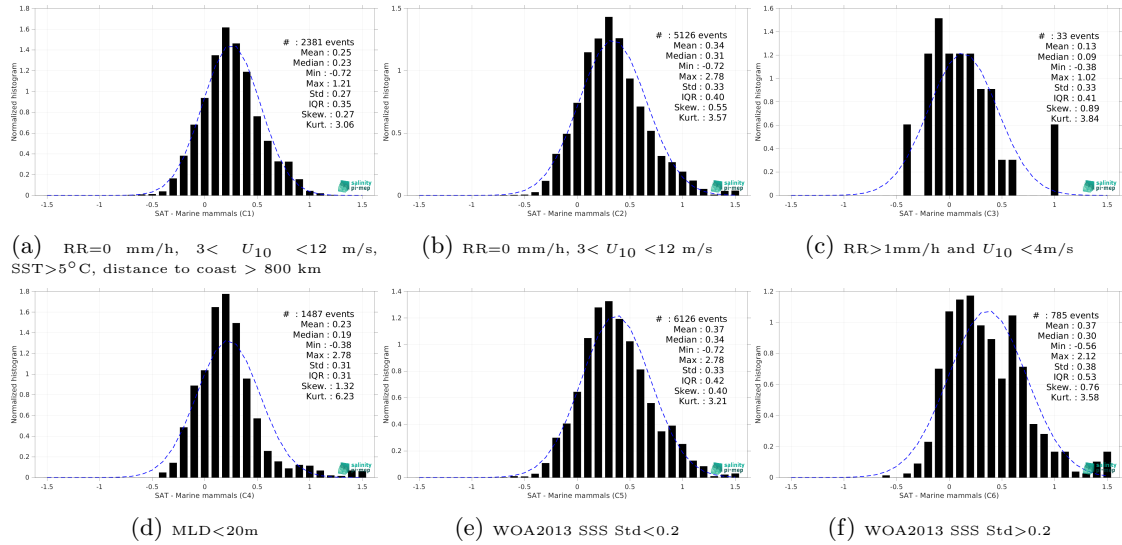 1.8
1.6
1.4
1.2
1
0.8
0.6
0.4
0.2
0
Normalized histogram
# : 2381 events
Mean : 0.25
Median : 0.23
Min : -0.72
Max : 1.21
Std : 0.27
IQR : 0.35
Skew. : 0.27
Kurt. : 3.06
salinity
pi-mep
-1.5 -1 -0.5 0 0.5 1 1.5
SAT - Marine mammals (C1)
(a) RR=0 mm/h, 3< U10 <12 m/s,
SST>5°C, distance to coast > 800 km
1.5
1
0.5
0
Normalized histogram
# : 5126 events
Mean : 0.34
Median : 0.31
Min : -0.72
Max : 2.78
Std : 0.33
IQR : 0.40
Skew. : 0.55
Kurt. : 3.57
salinity
pi-mep
-1.5 -1 -0.5 0 0.5 1 1.5
SAT - Marine mammals (C2)
(b) RR=0 mm/h, 3< U10 <12 m/s
1.6
1.4
1.2
1
0.8
0.6
0.4
0.2
0
Normalized histogram
# : 33 events
Mean : 0.13
Median : 0.09
Min : -0.38
Max : 1.02
Std : 0.33
IQR : 0.41
Skew. : 0.89
Kurt. : 3.84
salinity
pi-mep
-1.5 -1 -0.5 0 0.5 1 1.5
SAT - Marine mammals (C3)
(c) RR>1mm/h and U10 <4m/s
1.8
1.6
1.4
1.2
1
0.8
0.6
0.4
0.2
0
Normalized histogram
# : 1487 events
Mean : 0.23
Median : 0.19
Min : -0.38
Max : 2.78
Std : 0.31
IQR : 0.31
Skew. : 1.32
Kurt. : 6.23
salinity
pi-mep
-1.5 -1 -0.5 0 0.5 1 1.5
SAT - Marine mammals (C4)
(d) MLD<20m
1.4
1.2
1
0.8
0.6
0.4
0.2
0
Normalized histogram
# : 6126 events
Mean : 0.37
Median : 0.34
Min : -0.72
Max : 2.78
Std : 0.33
IQR : 0.42
Skew. : 0.40
Kurt. : 3.21
salinity
pi-mep
-1.5 -1 -0.5 0 0.5 1 1.5
SAT - Marine mammals (C5)
(e) WOA2013 SSS Std<0.2
1.2
1
0.8
0.6
0.4
0.2
0
Normalized histogram
# : 785 events
Mean : 0.37
Median : 0.30
Min : -0.56
Max : 2.12
Std : 0.38
IQR : 0.53
Skew. : 0.76
Kurt. : 3.58
salinity
pi-mep
-1.5 -1 -0.5 0 0.5 1 1.5
SAT - Marine mammals (C6)
(f) WOA2013 SSS Std>0.2